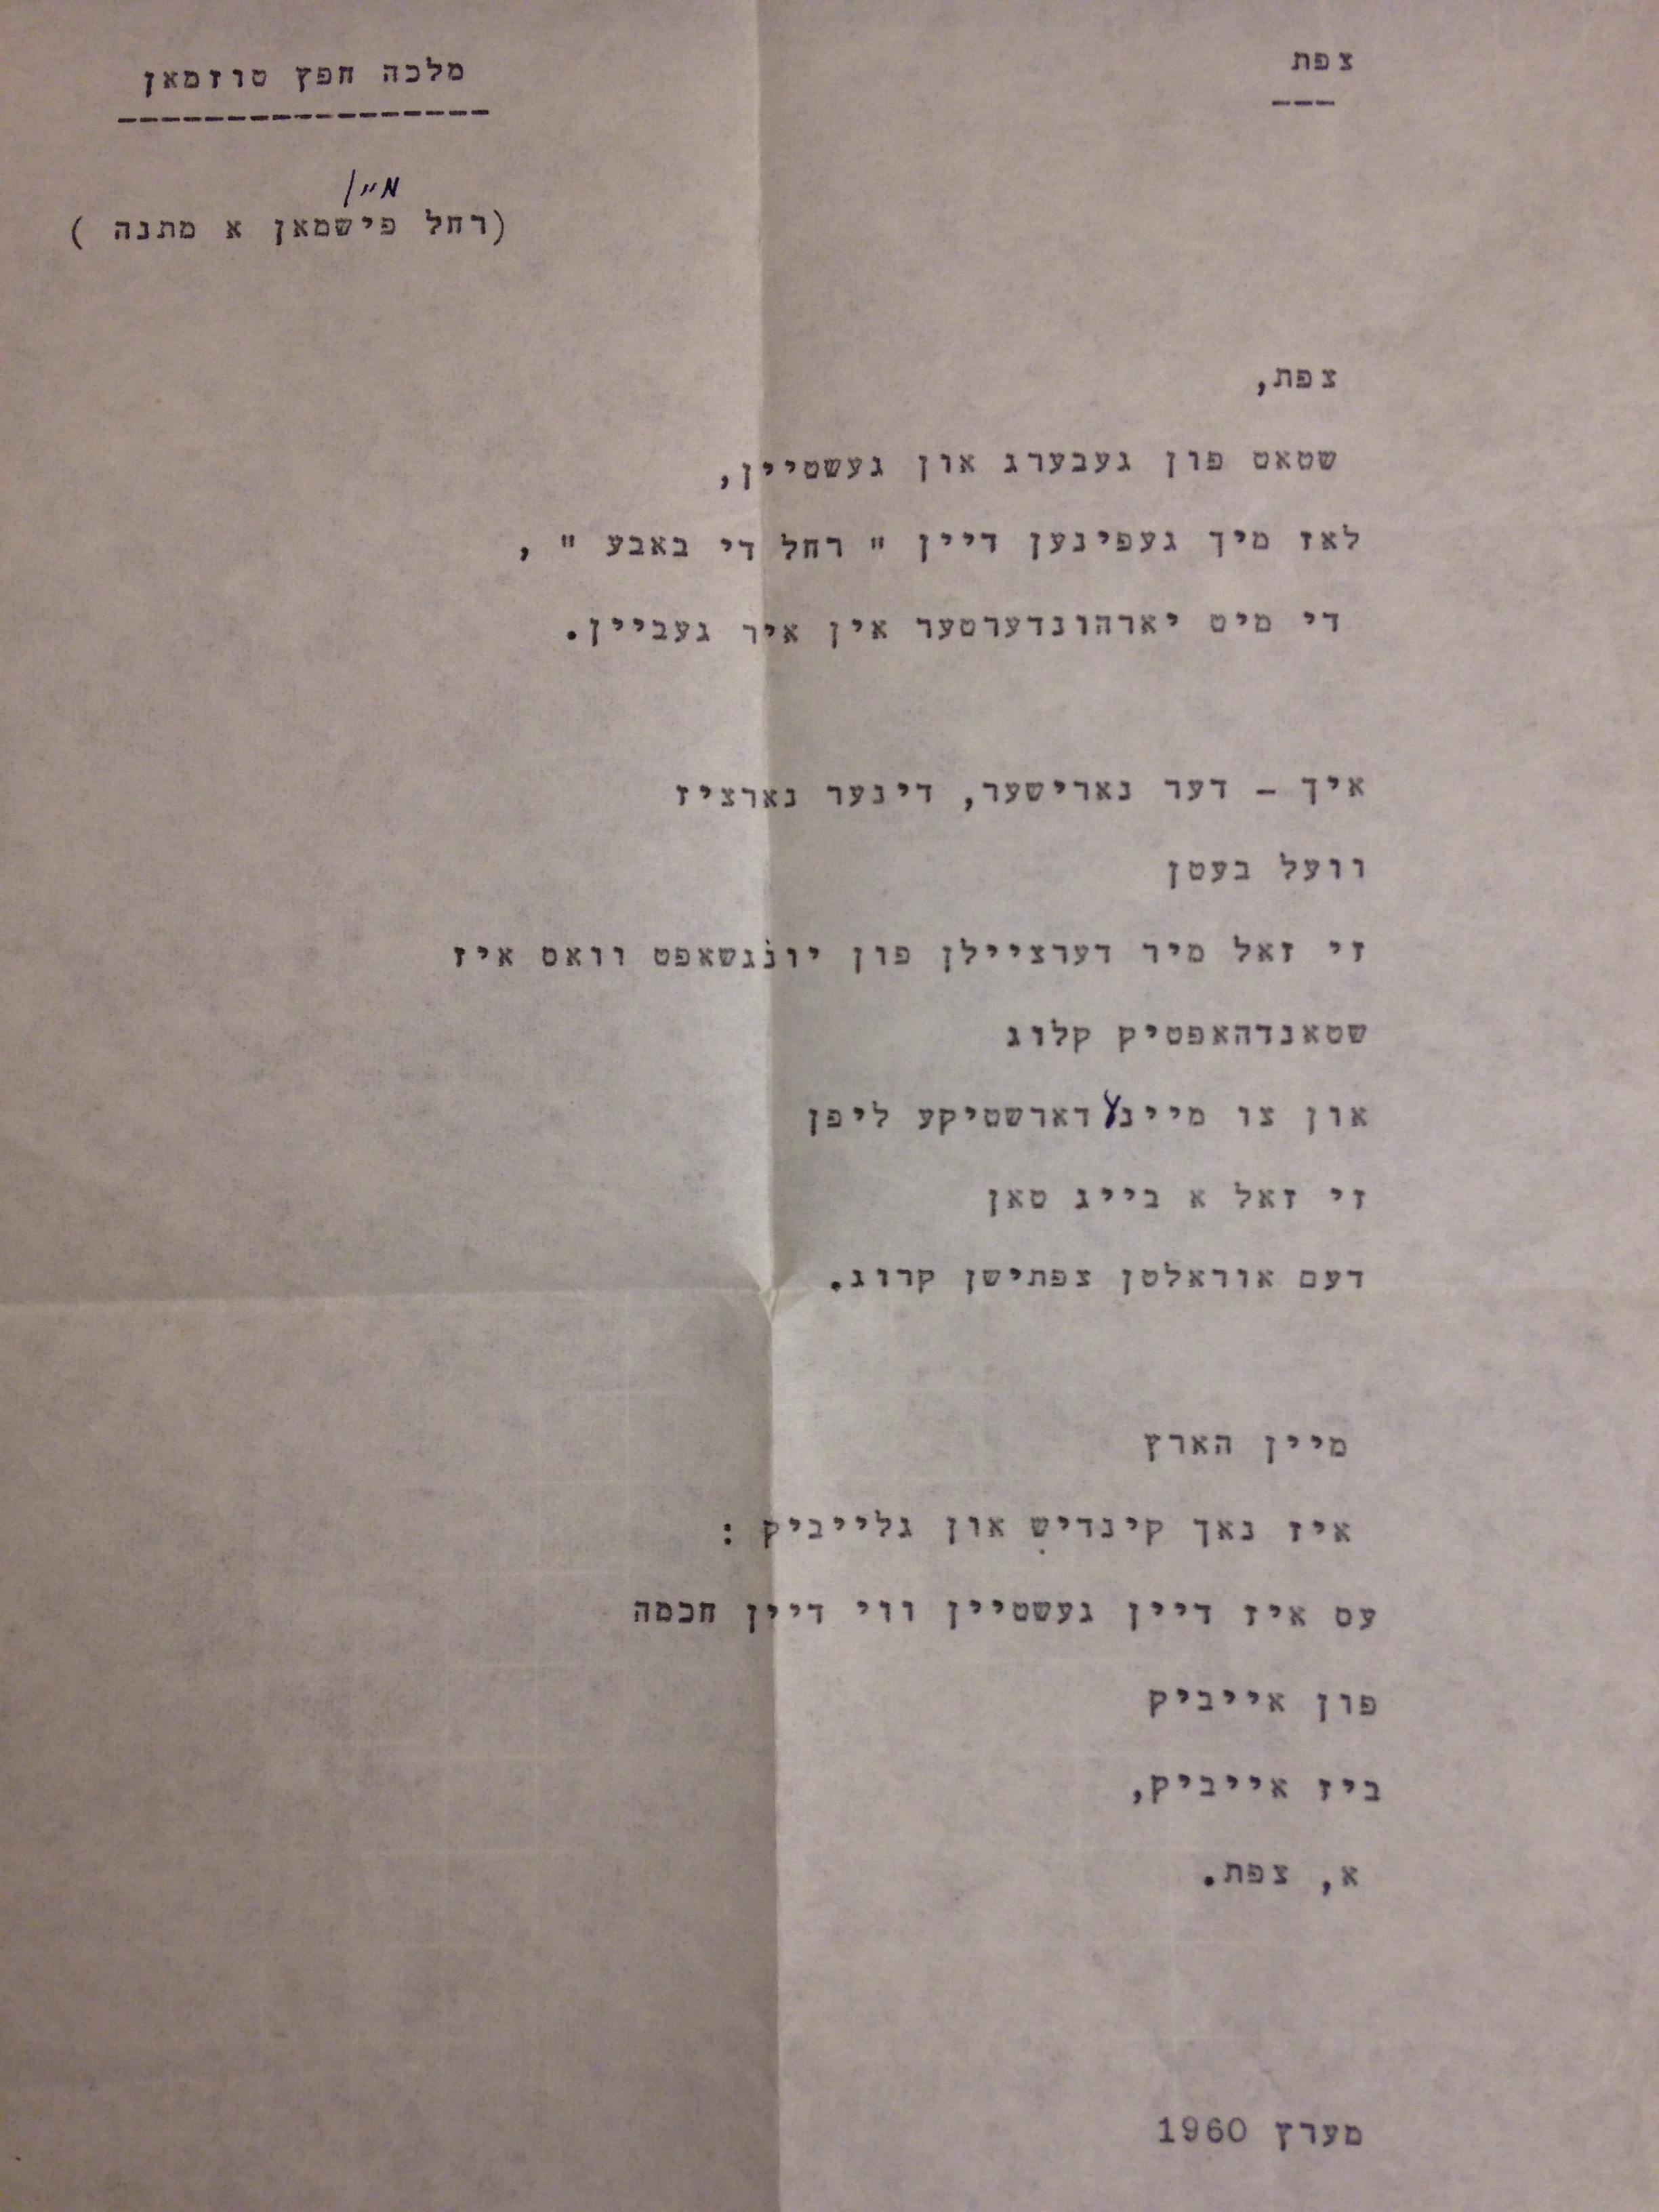 צפת
מלכה חפץ טוזמאן
מיין
(רחל פישמאן א מתנה )
צפת,
שטאט פון געבערג און געשטיין,
לאז מיך געפינען דיין " רחל די באבע " ,
די מיט יארהונדערטער אין איר געביין.
איך – דער נארישער, דינער נארציז
וועל בעטן
זי זאל מיר דערציילן פון יונגשאפט וואס איז
שטאנדהאפטיק קלוג
און צו מיינע דארשטיקע ליפן
זי זאל א בייג טאן
דעם אוראלטן צפתישן קרוג.
מיין הארץ
איז נאך קינדיש און גלייביק :
עס איז דיין געשטיין ווי דיין חכמה
פון אייביק
ביז אייביק,
א, צפת.
מערץ 1960